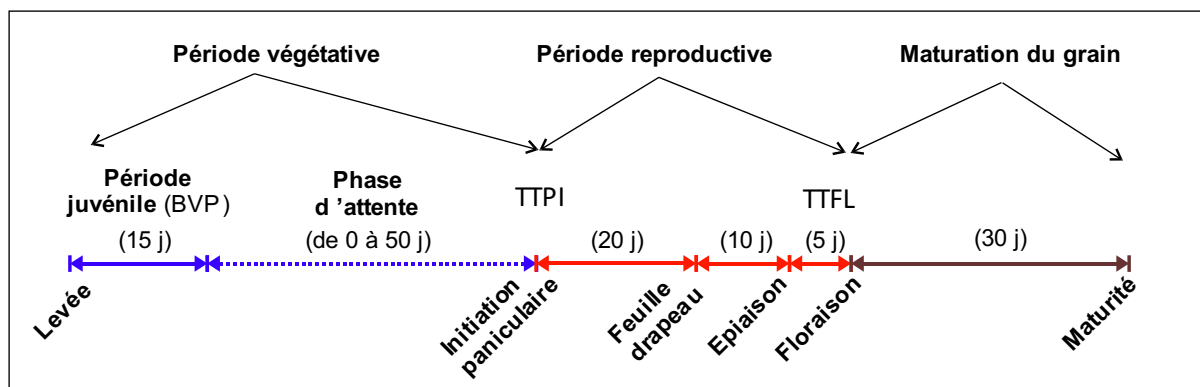 Période végétative
Période reproductive
Maturation du grain
Période
juvénile (BVP)
Phase
d 'attente
TTPI
TTFL
(15 j)
(de 0 à 50 j)
(20 j)
(10 j)
(5 j)
(30 j)
Levée
Initiation
paniculaire
Feuille
drapeau
Epiaison
Floraison
Maturité